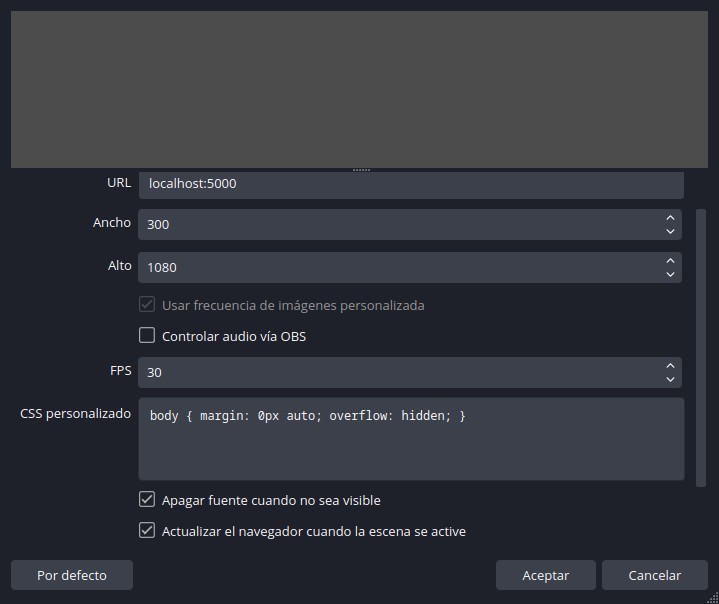 URL localhost:5000
Ancho 300
Alto 1080
Usar frecuencia de imágenes personalizada
Controlar audio vía OBS
FPS 30
CSS personalizado body { margin: 0px auto; overflow: hidden; }
Apagar fuente cuando no sea visible
Actualizar el navegador cuando la escena se active
Por defecto Aceptar Cancelar